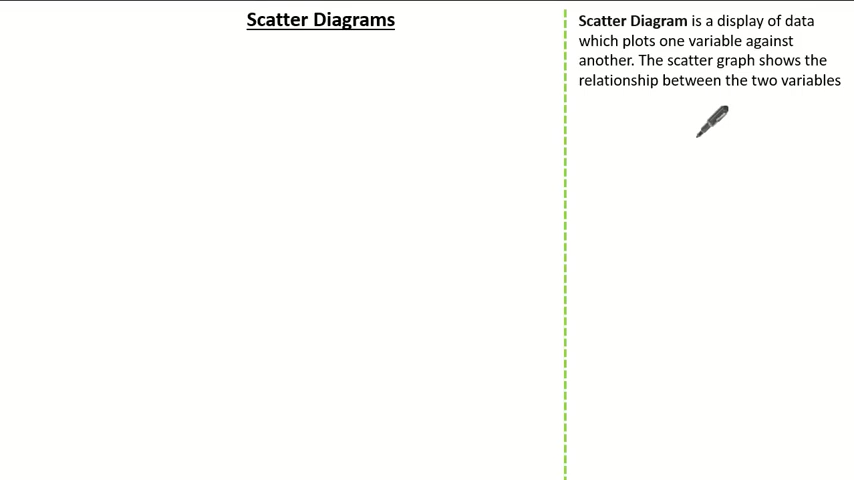 Scatter Diagrams
Scatter Diagram is a display of data
which plots one variable against
another. The scatter graph shows the
relationship between the two variables